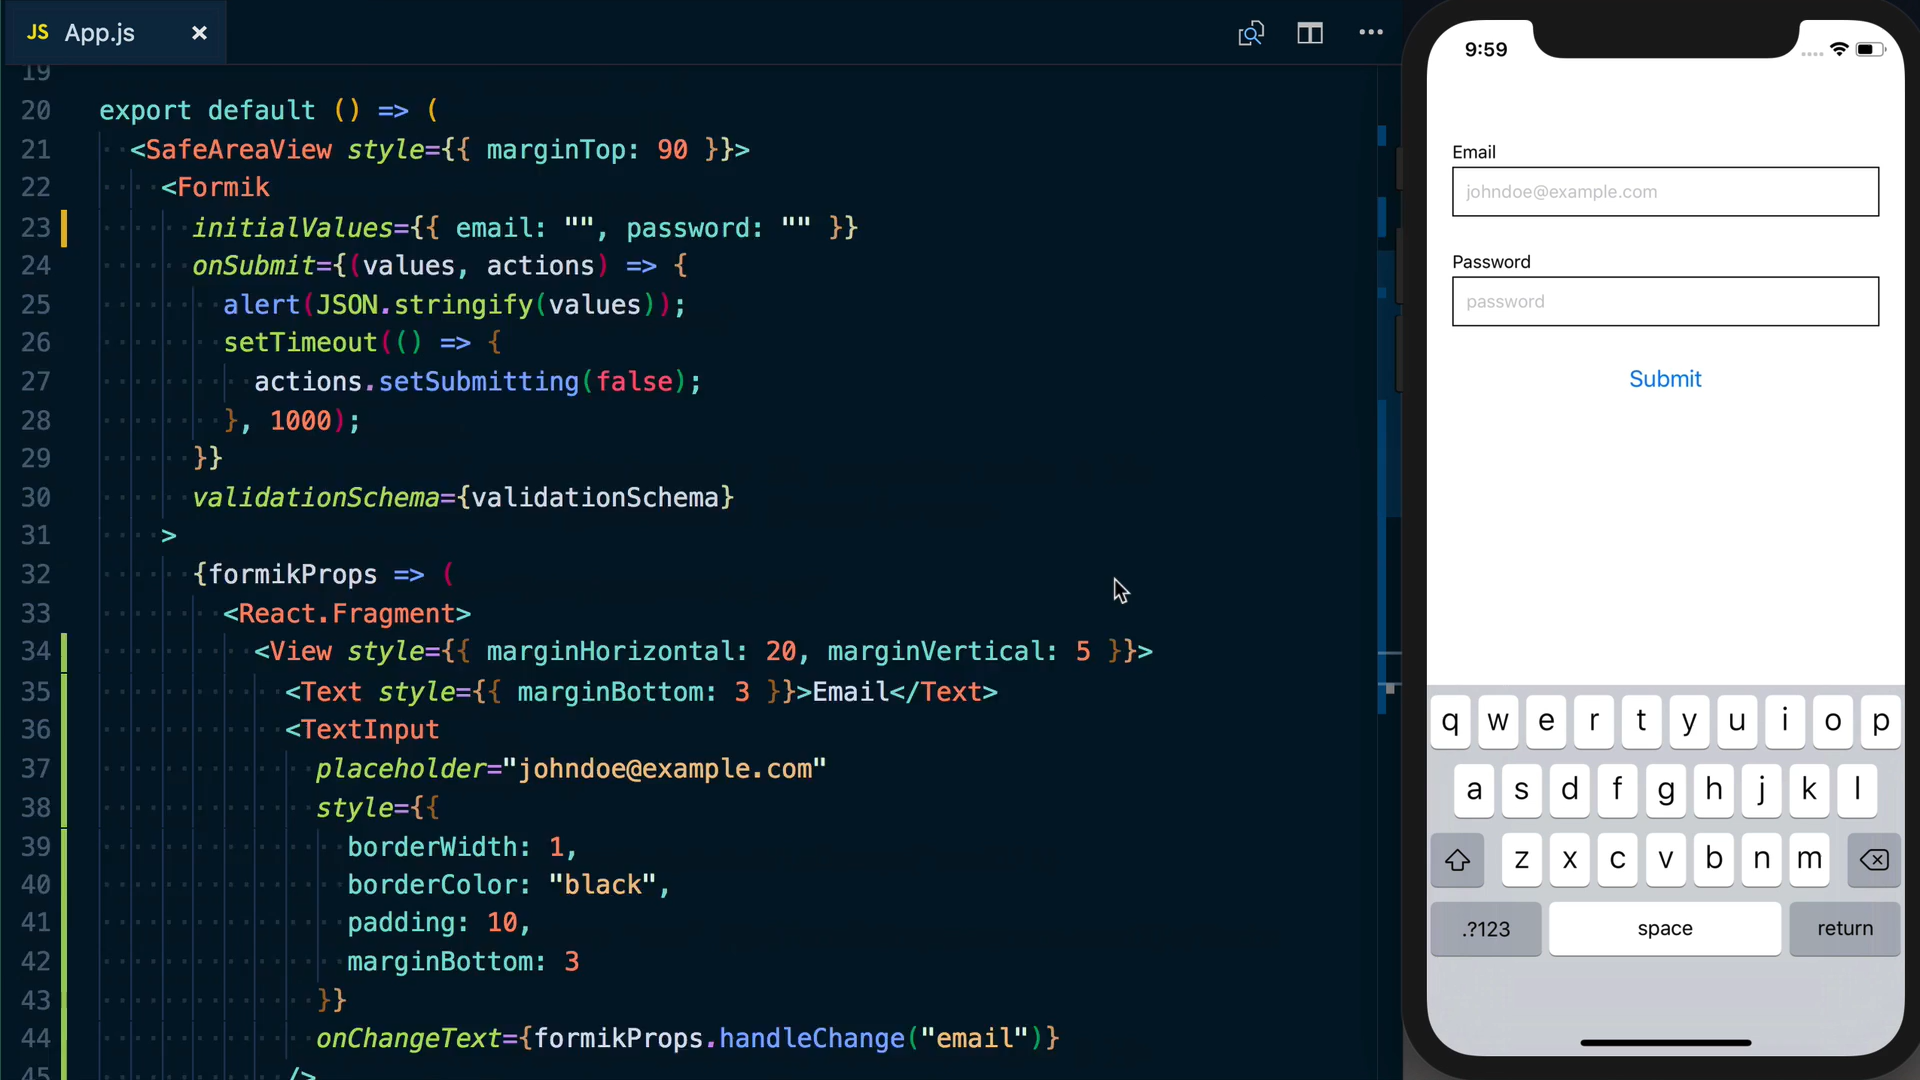 JS App.js ×
19
20 export default () => (
21 <SafeAreaView style={{ marginTop: 90 }}>
22 <Formik
23 initialValues={{ email: "", password: "" }}
24 onSubmit={(values, actions) => {
25 alert(JSON.stringify(values));
26 setTimeout(() => {
27 actions.setSubmitting(false);
28 }, 1000);
29 }}
30 validationSchema={validationSchema}
31 >
32 {formikProps => (
33 <React.Fragment>
34 <View style={{ marginHorizontal: 20, marginVertical: 5 }}>
35 <Text style={{ marginBottom: 3 }}>Email</Text>
36 <TextInput
37 placeholder="johndoe@example.com"
38 style={{
39 borderWidth: 1,
40 borderColor: "black",
41 padding: 10,
42 marginBottom: 3
43 }}
44 onChangeText={formikProps.handleChange("email")}
45 />
9:59
Email
johndoe@example.com
Password
password
Submit
q w e r t y u i o p
a s d f g h j k l
z x c v b n m
.?123 space return